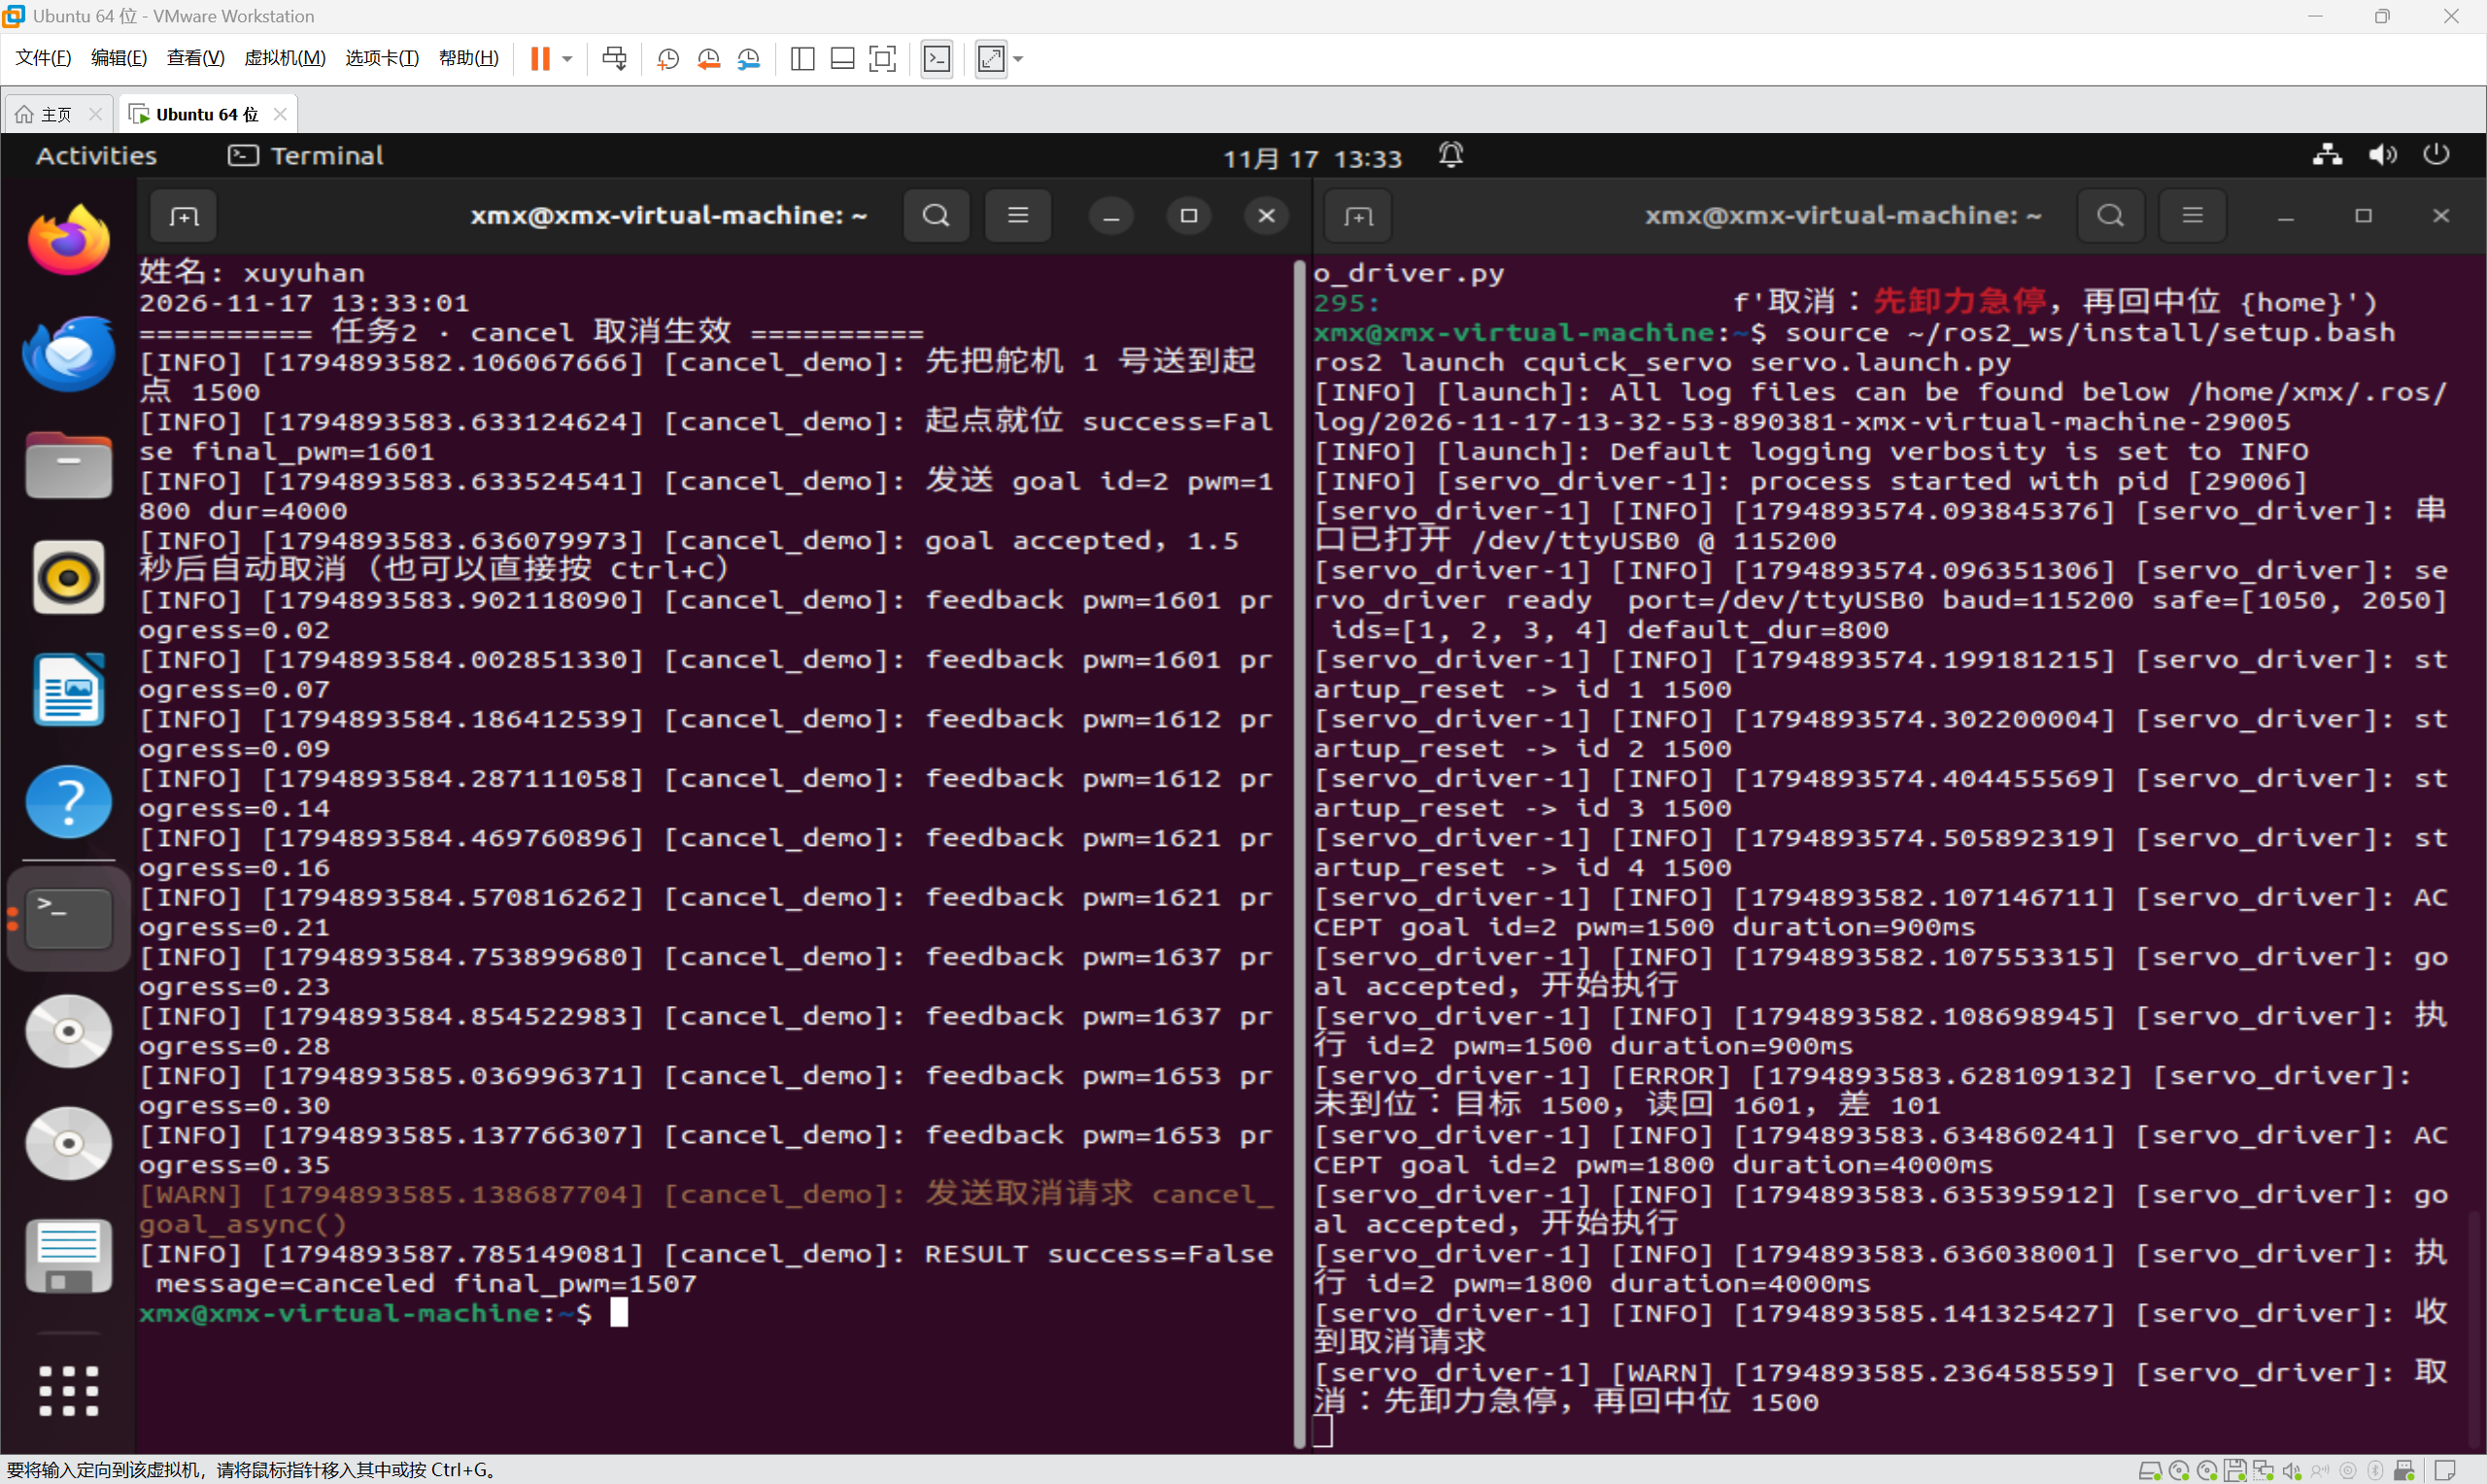 Ubuntu 64 位 - VMware Workstation
文件(F) 编辑(E) 查看(V) 虚拟机(M) 选项卡(T) 帮助(H)
主页 Ubuntu 64 位
Activities Terminal 11月 17 13:33
xmx@xmx-virtual-machine: ~
姓名: xuyuhan
2026-11-17 13:33:01
========== 任务2 · cancel 取消生效 ==========
[INFO] [1794893582.106067666] [cancel_demo]: 先把舵机 1 号送到起
点 1500
[INFO] [1794893583.633124624] [cancel_demo]: 起点就位 success=Fal
se final_pwm=1601
[INFO] [1794893583.633524541] [cancel_demo]: 发送 goal id=2 pwm=1
800 dur=4000
[INFO] [1794893583.636079973] [cancel_demo]: goal accepted, 1.5
秒后自动取消（也可以直接按 Ctrl+C）
[INFO] [1794893583.902118090] [cancel_demo]: feedback pwm=1601 pr
ogress=0.02
[INFO] [1794893584.002851330] [cancel_demo]: feedback pwm=1601 pr
ogress=0.07
[INFO] [1794893584.186412539] [cancel_demo]: feedback pwm=1612 pr
ogress=0.09
[INFO] [1794893584.287111058] [cancel_demo]: feedback pwm=1612 pr
ogress=0.14
[INFO] [1794893584.469760896] [cancel_demo]: feedback pwm=1621 pr
ogress=0.16
[INFO] [1794893584.570816262] [cancel_demo]: feedback pwm=1621 pr
ogress=0.21
[INFO] [1794893584.753899680] [cancel_demo]: feedback pwm=1637 pr
ogress=0.23
[INFO] [1794893584.854522983] [cancel_demo]: feedback pwm=1637 pr
ogress=0.28
[INFO] [1794893585.036996371] [cancel_demo]: feedback pwm=1653 pr
ogress=0.30
[INFO] [1794893585.137766307] [cancel_demo]: feedback pwm=1653 pr
ogress=0.35
[WARN] [1794893585.138687704] [cancel_demo]: 发送取消请求 cancel_
goal_async()
[INFO] [1794893587.785149081] [cancel_demo]: RESULT success=False
message=canceled final_pwm=1507
xmx@xmx-virtual-machine:~$
xmx@xmx-virtual-machine: ~
o_driver.py
295: f'取消：先卸力急停，再回中位 {home}')
xmx@xmx-virtual-machine:~$ source ~/ros2_ws/install/setup.bash
ros2 launch cquick_servo servo.launch.py
[INFO] [launch]: All log files can be found below /home/xmx/.ros/
log/2026-11-17-13-32-53-890381-xmx-virtual-machine-29005
[INFO] [launch]: Default logging verbosity is set to INFO
[INFO] [servo_driver-1]: process started with pid [29006]
[servo_driver-1] [INFO] [1794893574.093845376] [servo_driver]: 串
口已打开 /dev/ttyUSB0 @ 115200
[servo_driver-1] [INFO] [1794893574.096351306] [servo_driver]: se
rvo_driver ready port=/dev/ttyUSB0 baud=115200 safe=[1050, 2050]
ids=[1, 2, 3, 4] default_dur=800
[servo_driver-1] [INFO] [1794893574.199181215] [servo_driver]: st
artup_reset -> id 1 1500
[servo_driver-1] [INFO] [1794893574.302200004] [servo_driver]: st
artup_reset -> id 2 1500
[servo_driver-1] [INFO] [1794893574.404455569] [servo_driver]: st
artup_reset -> id 3 1500
[servo_driver-1] [INFO] [1794893574.505892319] [servo_driver]: st
artup_reset -> id 4 1500
[servo_driver-1] [INFO] [1794893582.107146711] [servo_driver]: AC
CEPT goal id=2 pwm=1500 duration=900ms
[servo_driver-1] [INFO] [1794893582.107553315] [servo_driver]: go
al accepted, 开始执行
[servo_driver-1] [INFO] [1794893582.108698945] [servo_driver]: 执
行 id=2 pwm=1500 duration=900ms
[servo_driver-1] [ERROR] [1794893583.628109132] [servo_driver]:
未到位：目标 1500，读回 1601，差 101
[servo_driver-1] [INFO] [1794893583.634860241] [servo_driver]: AC
CEPT goal id=2 pwm=1800 duration=4000ms
[servo_driver-1] [INFO] [1794893583.635395912] [servo_driver]: go
al accepted, 开始执行
[servo_driver-1] [INFO] [1794893583.636038001] [servo_driver]: 执
行 id=2 pwm=1800 duration=4000ms
[servo_driver-1] [INFO] [1794893585.141325427] [servo_driver]: 收
到取消请求
[servo_driver-1] [WARN] [1794893585.236458559] [servo_driver]: 取
消：先卸力急停，再回中位 1500
要将输入定向到该虚拟机，请将鼠标指针移入其中或按 Ctrl+G。